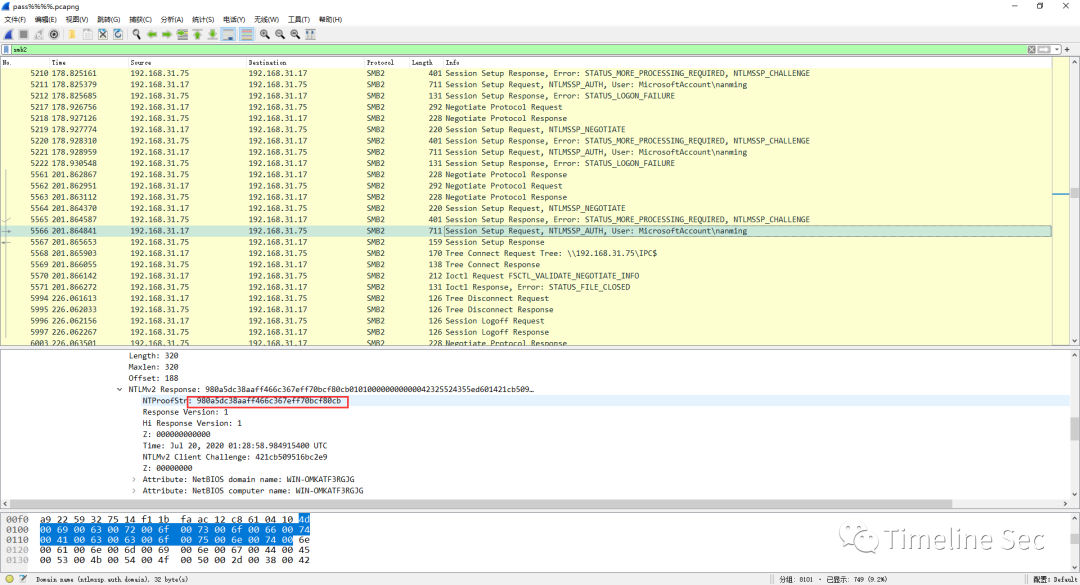 pass%%%%.pcapng
文件(F) 编辑(E) 视图(V) 跳转(G) 捕获(C) 分析(A) 统计(S) 电话(Y) 无线(W) 工具(T) 帮助(H)
smb2
No. Time Source Destination Protocol Length Info
5210 178.825161 192.168.31.75 192.168.31.17 SMB2 401 Session Setup Response, Error: STATUS_MORE_PROCESSING_REQUIRED, NTLMSSP_CHALLENGE
5211 178.825379 192.168.31.17 192.168.31.75 SMB2 711 Session Setup Request, NTLMSSP_AUTH, User: MicrosoftAccount\nanming
5212 178.825685 192.168.31.75 192.168.31.17 SMB2 131 Session Setup Response, Error: STATUS_LOGON_FAILURE
5217 178.926756 192.168.31.17 192.168.31.75 SMB2 292 Negotiate Protocol Request
5218 178.927126 192.168.31.75 192.168.31.17 SMB2 228 Negotiate Protocol Response
5219 178.927774 192.168.31.17 192.168.31.75 SMB2 220 Session Setup Request, NTLMSSP_NEGOTIATE
5220 178.928310 192.168.31.75 192.168.31.17 SMB2 401 Session Setup Response, Error: STATUS_MORE_PROCESSING_REQUIRED, NTLMSSP_CHALLENGE
5221 178.928959 192.168.31.17 192.168.31.75 SMB2 711 Session Setup Request, NTLMSSP_AUTH, User: MicrosoftAccount\nanming
5222 178.930548 192.168.31.75 192.168.31.17 SMB2 131 Session Setup Response, Error: STATUS_LOGON_FAILURE
5561 201.862867 192.168.31.75 192.168.31.17 SMB2 228 Negotiate Protocol Response
5562 201.862951 192.168.31.17 192.168.31.75 SMB2 292 Negotiate Protocol Request
5563 201.863112 192.168.31.75 192.168.31.17 SMB2 228 Negotiate Protocol Response
5564 201.864370 192.168.31.17 192.168.31.75 SMB2 220 Session Setup Request, NTLMSSP_NEGOTIATE
5565 201.864587 192.168.31.75 192.168.31.17 SMB2 401 Session Setup Response, Error: STATUS_MORE_PROCESSING_REQUIRED, NTLMSSP_CHALLENGE
5566 201.864841 192.168.31.17 192.168.31.75 SMB2 711 Session Setup Request, NTLMSSP_AUTH, User: MicrosoftAccount\nanming
5567 201.865653 192.168.31.75 192.168.31.17 SMB2 159 Session Setup Response
5568 201.865903 192.168.31.17 192.168.31.75 SMB2 170 Tree Connect Request Tree: \\192.168.31.75\IPC$
5569 201.866055 192.168.31.75 192.168.31.17 SMB2 138 Tree Connect Response
5570 201.866142 192.168.31.17 192.168.31.75 SMB2 212 Ioctl Request FSCTL_VALIDATE_NEGOTIATE_INFO
5571 201.866272 192.168.31.75 192.168.31.17 SMB2 131 Ioctl Response, Error: STATUS_FILE_CLOSED
5994 226.061613 192.168.31.17 192.168.31.75 SMB2 126 Tree Disconnect Request
5995 226.062033 192.168.31.75 192.168.31.17 SMB2 126 Tree Disconnect Response
5996 226.062156 192.168.31.17 192.168.31.75 SMB2 126 Session Logoff Request
5997 226.062267 192.168.31.75 192.168.31.17 SMB2 126 Session Logoff Response
6003 226.063501 192.168.31.75 192.168.31.17 SMB2 228 Negotiate Protocol Response
Length: 320
Maxlen: 320
Offset: 188
NTLMv2 Response: 980a5dc38aaff466c367eff70bcf80cb0101000000000000042325524355ed601421cb509…
NTProofStr: 980a5dc38aaff466c367eff70bcf80cb
Response Version: 1
Hi Response Version: 1
Z: 000000000000
Time: Jul 20, 2020 01:28:58.984915400 UTC
NTLMv2 Client Challenge: 421cb509516bc2e9
Z: 00000000
Attribute: NetBIOS domain name: WIN-OMKATF3RGJG
Attribute: NetBIOS computer name: WIN-OMKATF3RGJG
00f0 a9 22 59 32 75 14 f1 1b fa ac 12 c8 61 04 10 4d
0100 00 69 00 63 00 72 00 6f 00 73 00 6f 00 66 00 74
0110 00 41 00 63 00 63 00 6f 00 75 00 6e 00 74 00 6e
0120 00 61 00 6e 00 6d 00 69 00 6e 00 67 00 44 00 45
0130 00 53 00 4b 00 54 00 4f 00 50 00 2d 00 38 00 42
Timeline Sec
Domain name (ntlmssp.auth.domain), 32 byte(s)
分组: 8101 · 已显示: 749 (9.2%)
配置: Default